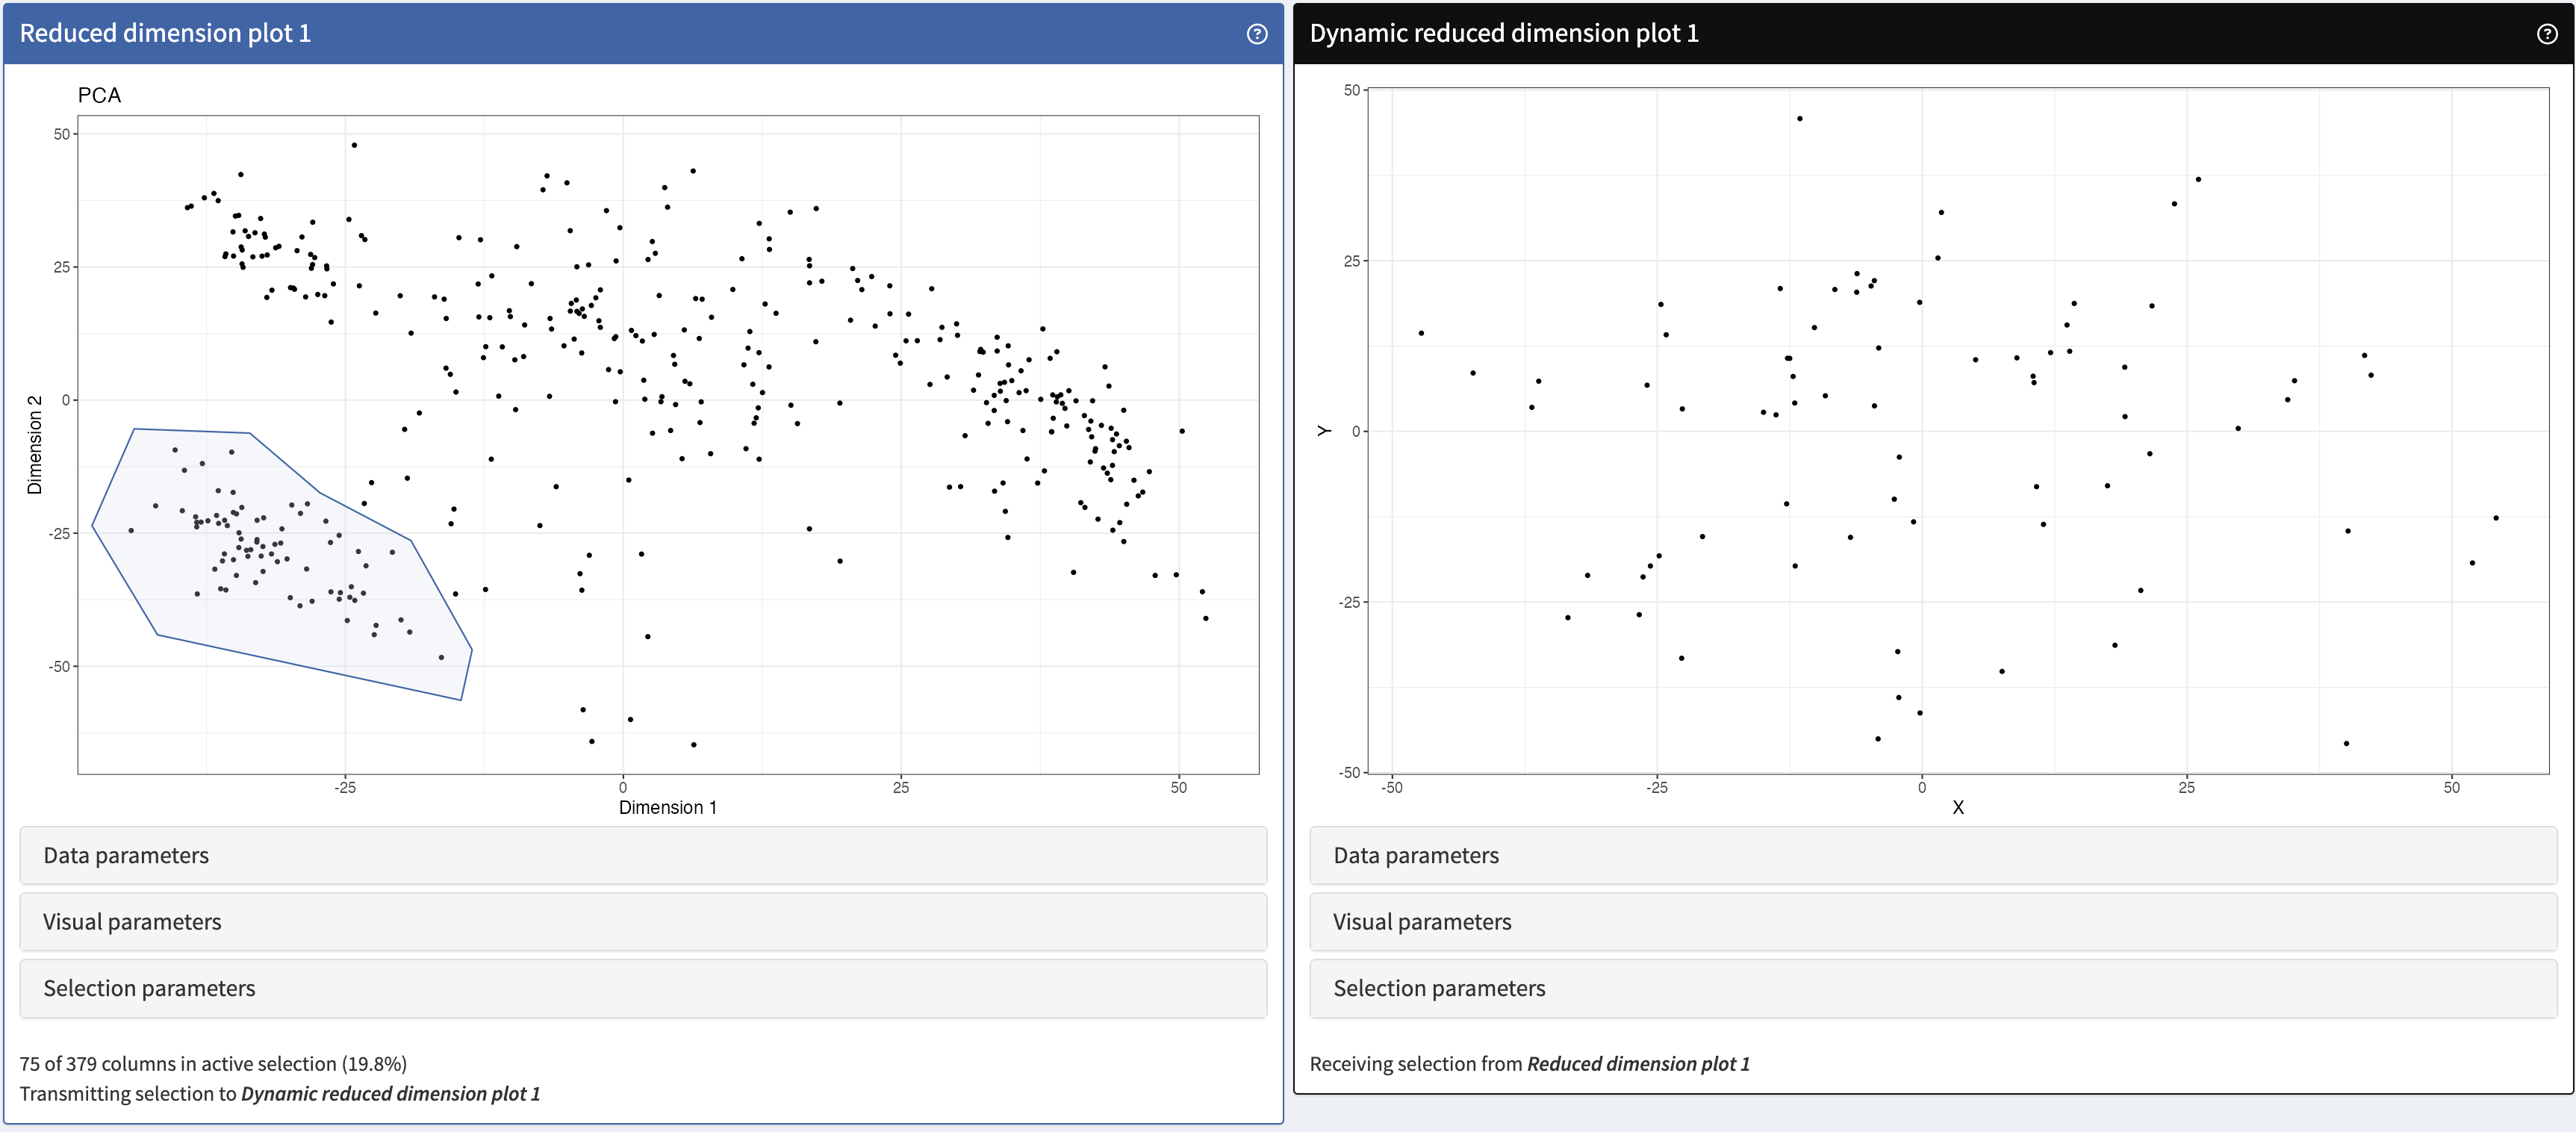 Reduced dimension plot 1
PCA
50
25
0
-25
-50
Dimension 2
-25
0
25
50
Dimension 1
Data parameters
Visual parameters
Selection parameters
75 of 379 columns in active selection (19.8%)
Transmitting selection to Dynamic reduced dimension plot 1
Dynamic reduced dimension plot 1
50
25
0
-25
-50
Y
-50
-25
0
25
50
X
Data parameters
Visual parameters
Selection parameters
Receiving selection from Reduced dimension plot 1